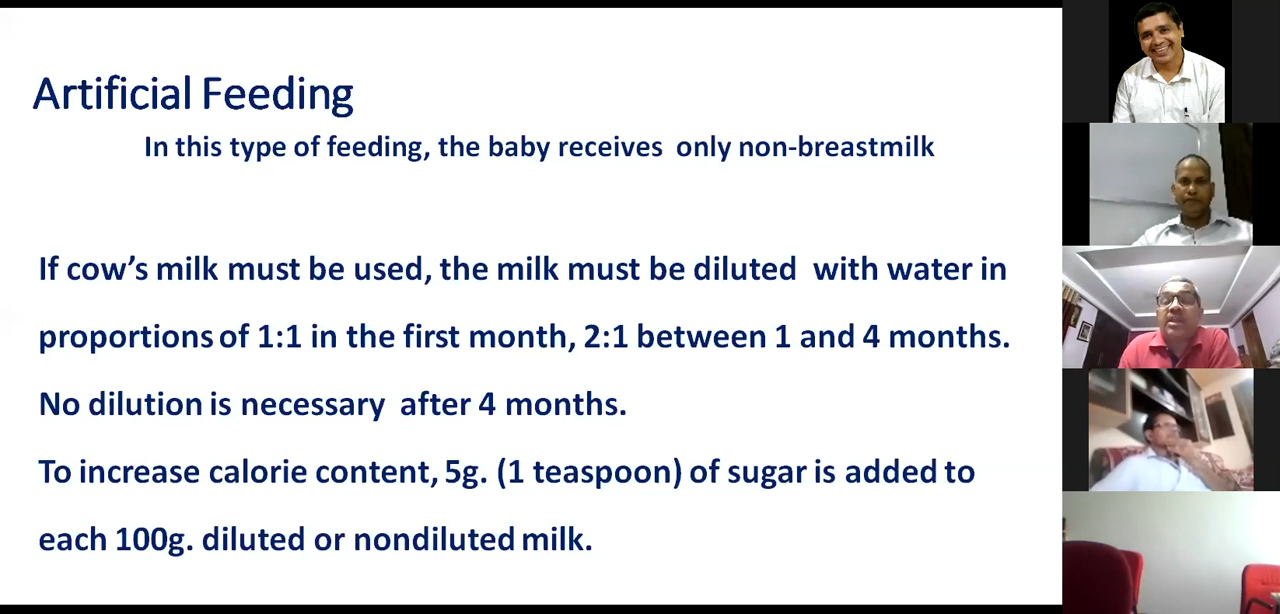 Artificial Feeding
In this type of feeding, the baby receives only non-breastmilk
If cow’s milk must be used, the milk must be diluted with water in
proportions of 1:1 in the first month, 2:1 between 1 and 4 months.
No dilution is necessary after 4 months.
To increase calorie content, 5g. (1 teaspoon) of sugar is added to
each 100g. diluted or nondiluted milk.